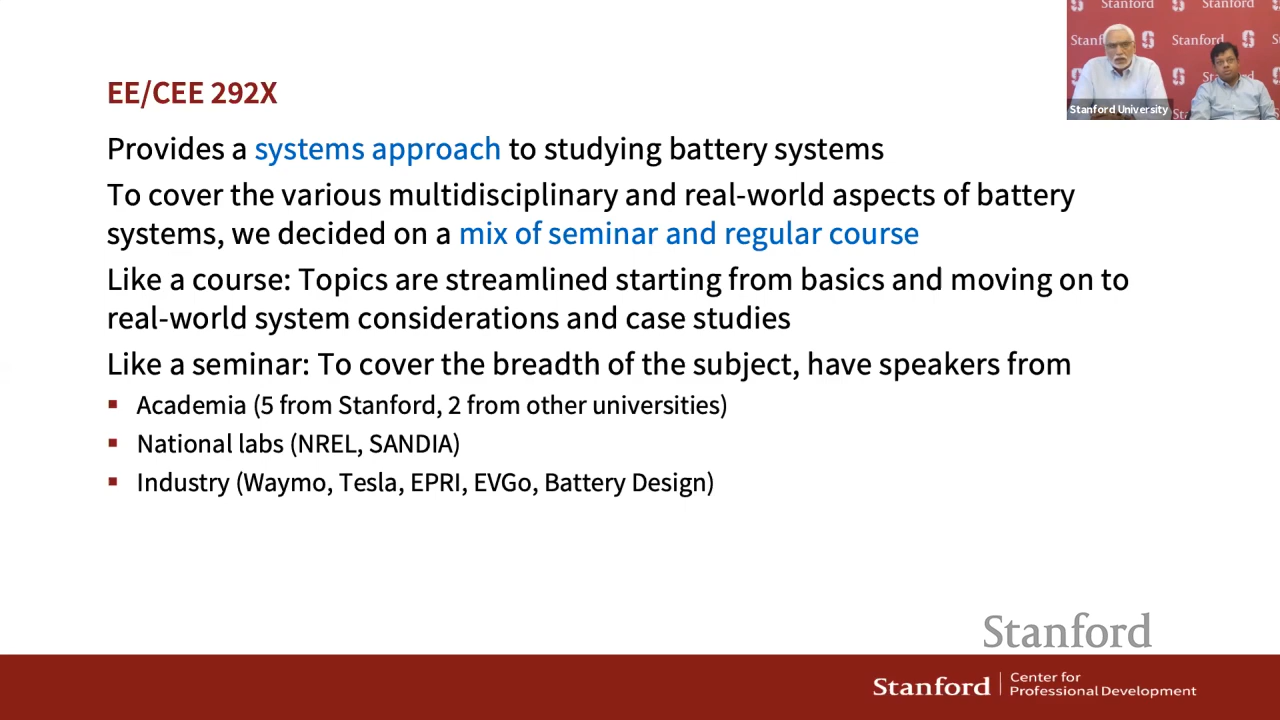 EE/CEE 292X
Provides a systems approach to studying battery systems
To cover the various multidisciplinary and real-world aspects of battery
systems, we decided on a mix of seminar and regular course
Like a course: Topics are streamlined starting from basics and moving on to
real-world system considerations and case studies
Like a seminar: To cover the breadth of the subject, have speakers from
▪ Academia (5 from Stanford, 2 from other universities)
▪ National labs (NREL, SANDIA)
▪ Industry (Waymo, Tesla, EPRI, EVGo, Battery Design)
Stanford Stanford
Stanford
Stanford University
Stanford
Stanford
Center for
Professional Development